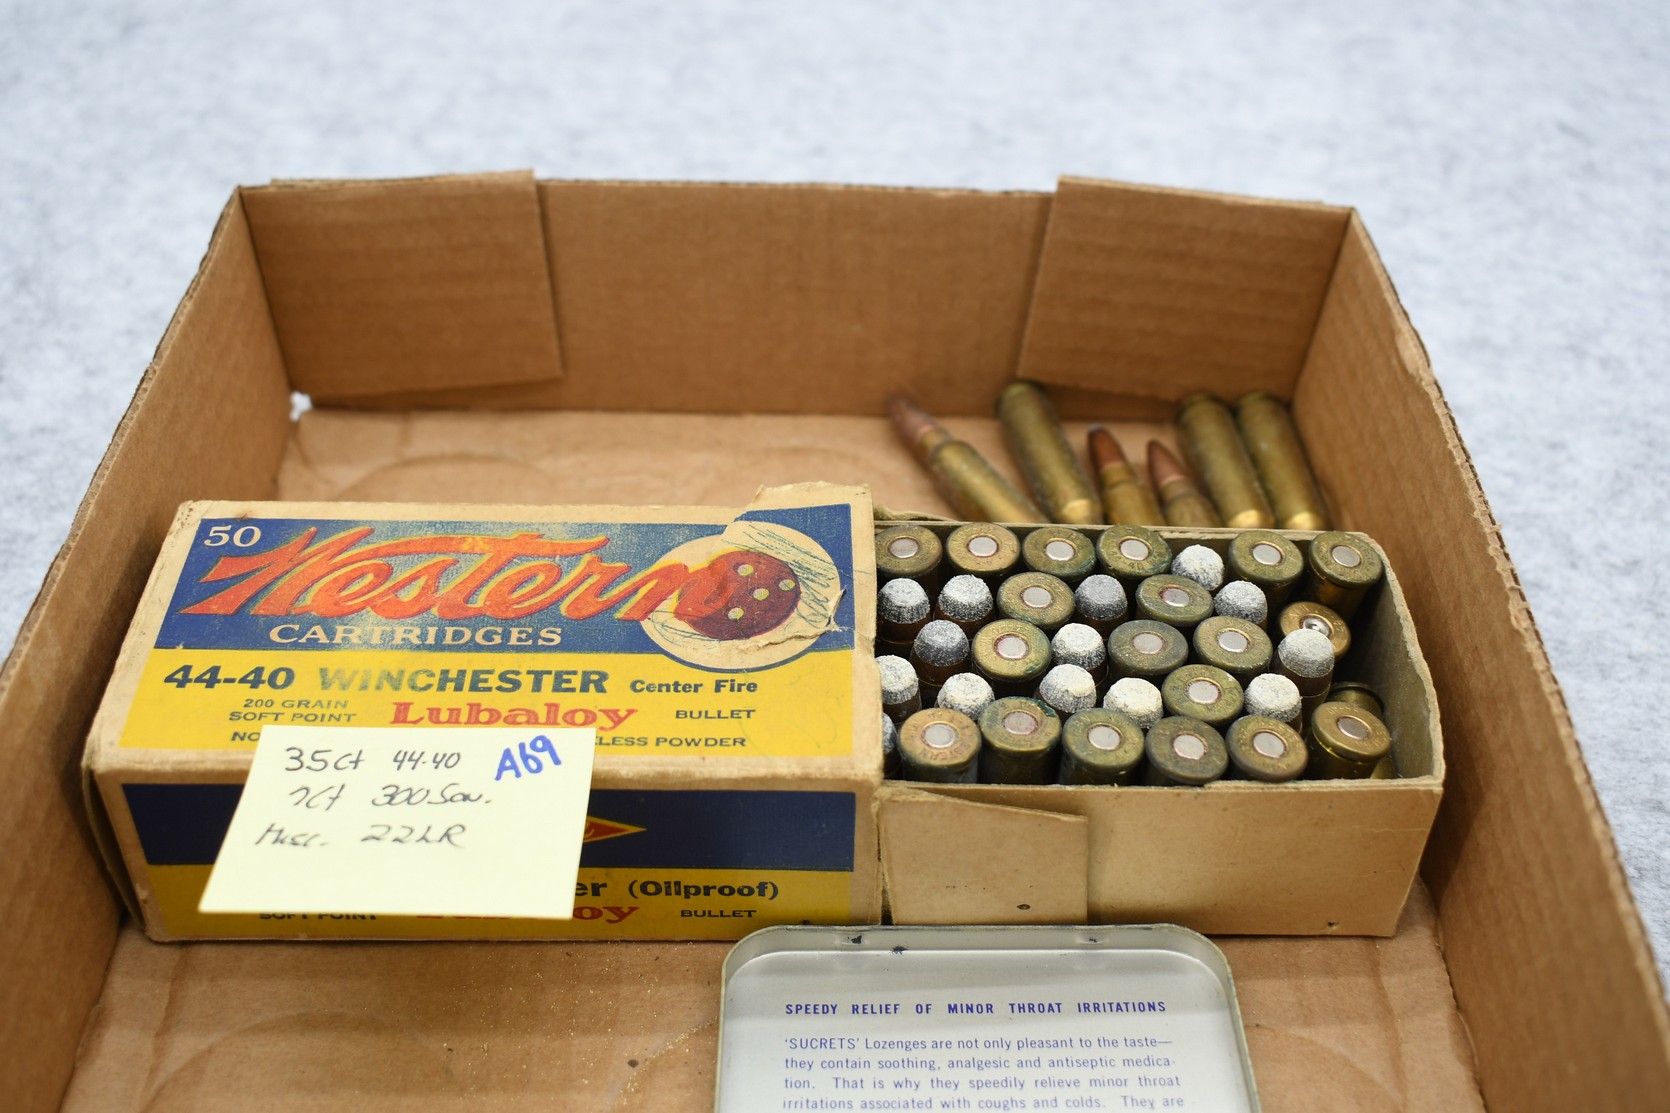 50
Western
CARTRIDGES
44-40 WINCHESTER Center Fire
200 GRAIN
SOFT POINT Lubaloy BULLET
NO LESS POWDER
35ct 44-40 A69
7ct 300 Sav.
Misc. 22LR
er (Oilproof)
SOFT POINT oy BULLET
SPEEDY RELIEF OF MINOR THROAT IRRITATIONS
'SUCRETS' Lozenges are not only pleasant to the taste—
they contain soothing, analgesic and antiseptic medica-
tion. That is why they speedily relieve minor throat
irritations associated with coughs and colds. They are